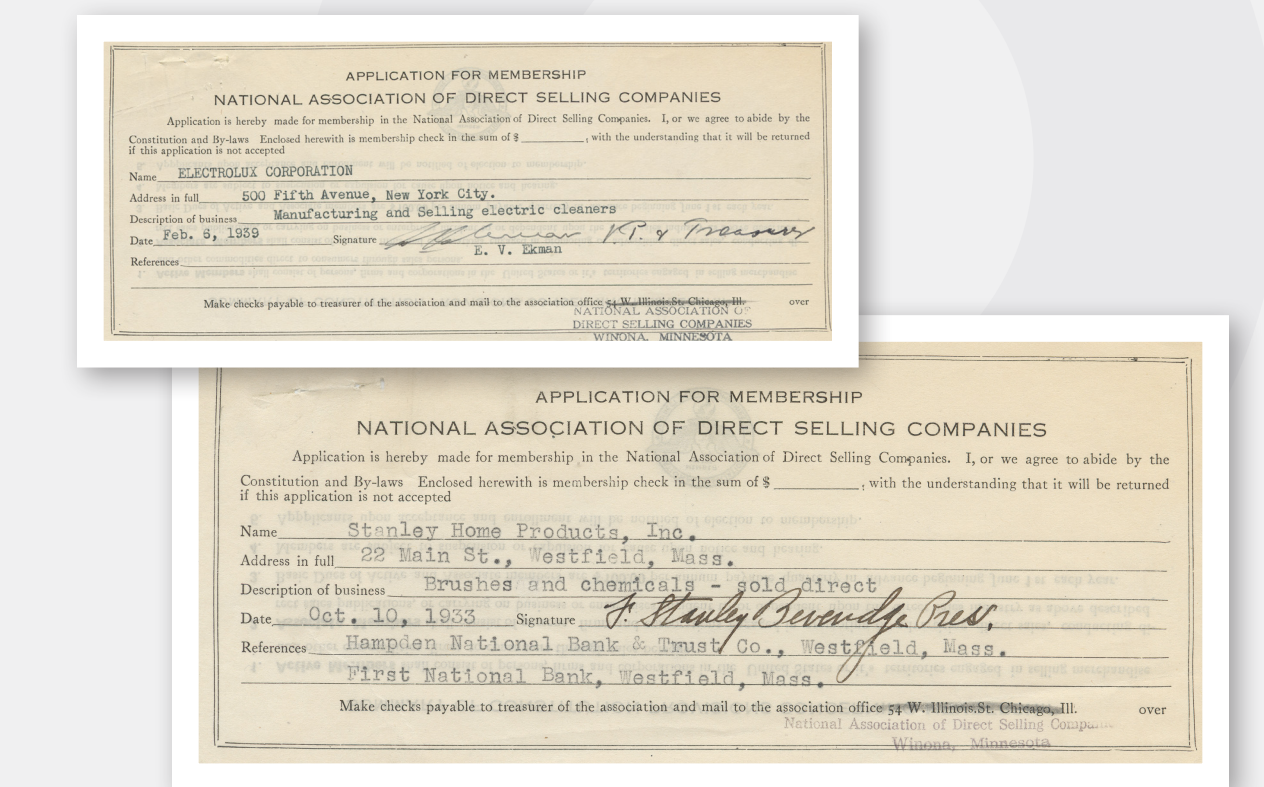 APPLICATION FOR MEMBERSHIP
NATIONAL ASSOCIATION OF DIRECT SELLING COMPANIES
Application is hereby made for membership in the National Association of Direct Selling Companies. I, or we agree to abide by the
Constitution and By-laws Enclosed herewith is membership check in the sum of $ ________, with the understanding that it will be returned
if this application is not accepted
Name ELECTROLUX CORPORATION
Address in full 500 Fifth Avenue, New York City.
Description of business Manufacturing and Selling electric cleaners
Date Feb. 6, 1939 Signature V.P. & Treasurer
E. V. Ekman
References
Make checks payable to treasurer of the association and mail to the association office 54 W. Illinois.St. Chicago, Ill. over
NATIONAL ASSOCIATION OF
DIRECT SELLING COMPANIES
WINONA, MINNESOTA
APPLICATION FOR MEMBERSHIP
NATIONAL ASSOCIATION OF DIRECT SELLING COMPANIES
Application is hereby made for membership in the National Association of Direct Selling Companies. I, or we agree to abide by the
Constitution and By-laws Enclosed herewith is membership check in the sum of $ ________, with the understanding that it will be returned
if this application is not accepted
Name Stanley Home Products, Inc.
Address in full 22 Main St., Westfield, Mass.
Description of business Brushes and chemicals - sold direct
Date Oct. 10, 1933 Signature F. Stanley Beveridge Pres.
References Hampden National Bank & Trust Co., Westfield, Mass.
First National Bank, Westfield, Mass.
Make checks payable to treasurer of the association and mail to the association office 54 W. Illinois.St. Chicago, Ill. over
National Association of Direct Selling
Winona, Minnesota